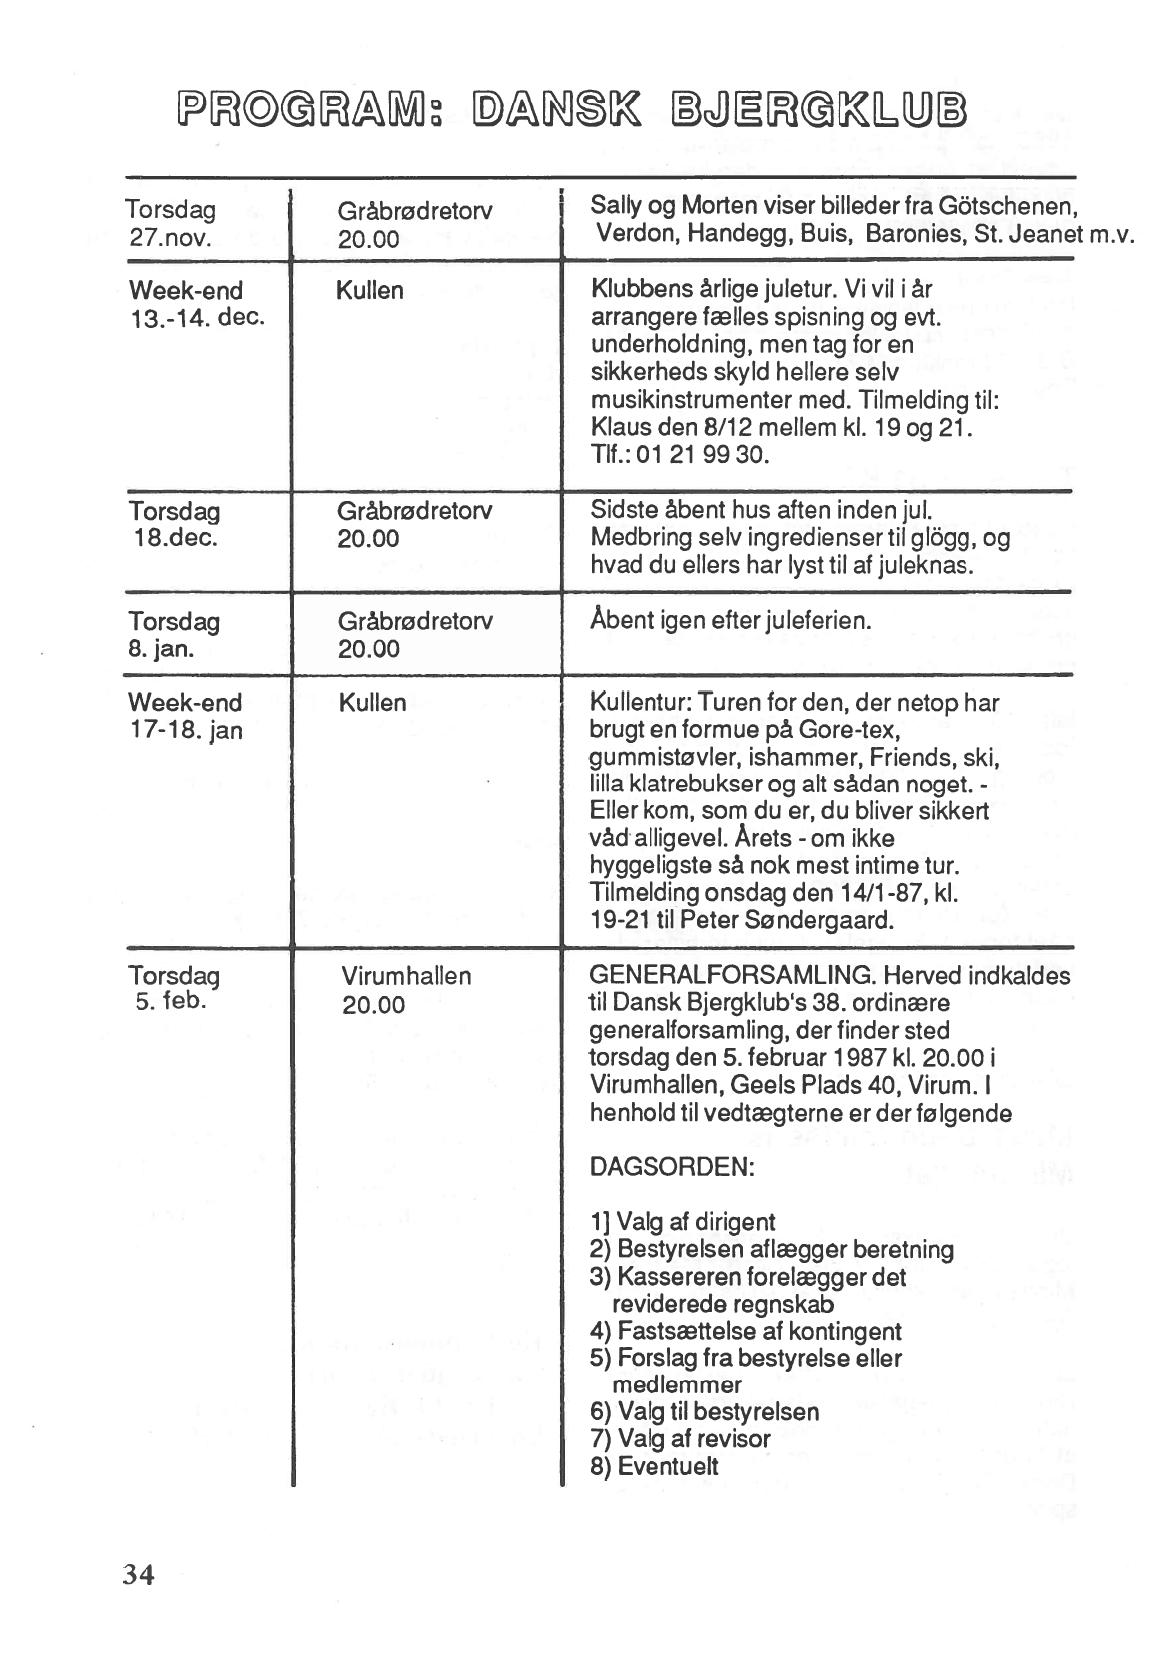 PROGRAM: DANSK BJERGKLUB
Torsdag
27.nov.
Gråbrødretorv
20.00
Sally og Morten viser billeder fra Götschenen,
Verdon, Handegg, Buis, Baronies, St. Jeanet m.v.
Week-end
13.-14. dec.
Kullen
Klubbens årlige juletur. Vi vil i år
arrangere fælles spisning og evt.
underholdning, men tag for en
sikkerheds skyld hellere selv
musikinstrumenter med. Tilmelding til:
Klaus den 8/12 mellem kl. 19 og 21.
Tlf.: 01 21 99 30.
Torsdag
18.dec.
Gråbrødretorv
20.00
Sidste åbent hus aften inden jul.
Medbring selv ingredienser til glögg, og
hvad du ellers har lyst til af juleknas.
Torsdag
8. jan.
Gråbrødretorv
20.00
Åbent igen efter juleferien.
Week-end
17-18. jan
Kullen
Kullentur: Turen for den, der netop har
brugt en formue på Gore-tex,
gummistøvler, ishammer, Friends, ski,
lilla klatrebukser og alt sådan noget. -
Eller kom, som du er, du bliver sikkert
våd alligevel. Årets - om ikke
hyggeligste så nok mest intime tur.
Tilmelding onsdag den 14/1-87, kl.
19-21 til Peter Søndergaard.
Torsdag
5. feb.
Virumhallen
20.00
GENERALFORSAMLING. Herved indkaldes
til Dansk Bjergklub's 38. ordinære
generalforsamling, der finder sted
torsdag den 5. februar 1987 kl. 20.00 i
Virumhallen, Geels Plads 40, Virum. I
henhold til vedtægterne er der følgende
DAGSORDEN:
1] Valg af dirigent
2) Bestyrelsen aflægger beretning
3) Kassereren forelægger det
reviderede regnskab
4) Fastsættelse af kontingent
5) Forslag fra bestyrelse eller
medlemmer
6) Valg til bestyrelsen
7) Valg af revisor
8) Eventuelt
34